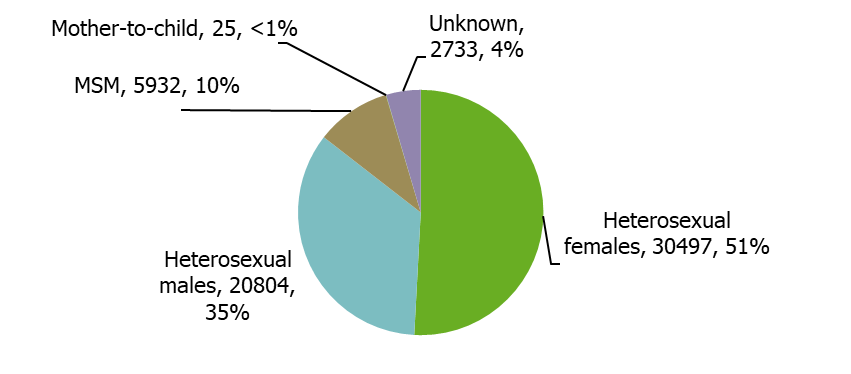 Mother-to-child, 25, <1%
Unknown,
2733, 4%
MSM, 5932, 10%
Heterosexual
females, 30497, 51%
Heterosexual
males, 20804,
35%